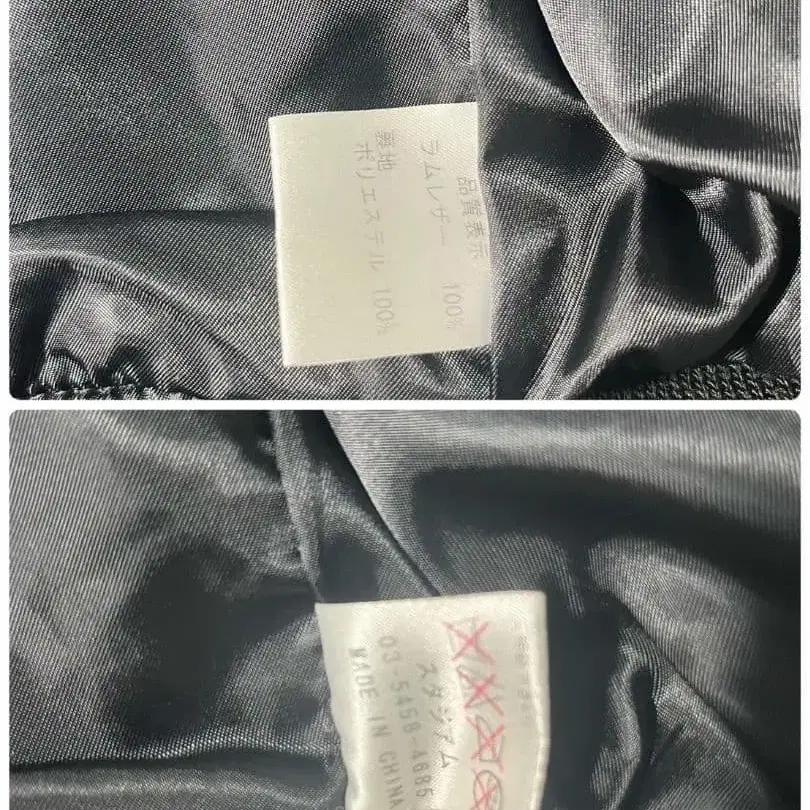 品質表示
ラムレザー 100%
裏地
ポリエステル 100%
スタジアム
03-5458-4685
MADE IN CHINA